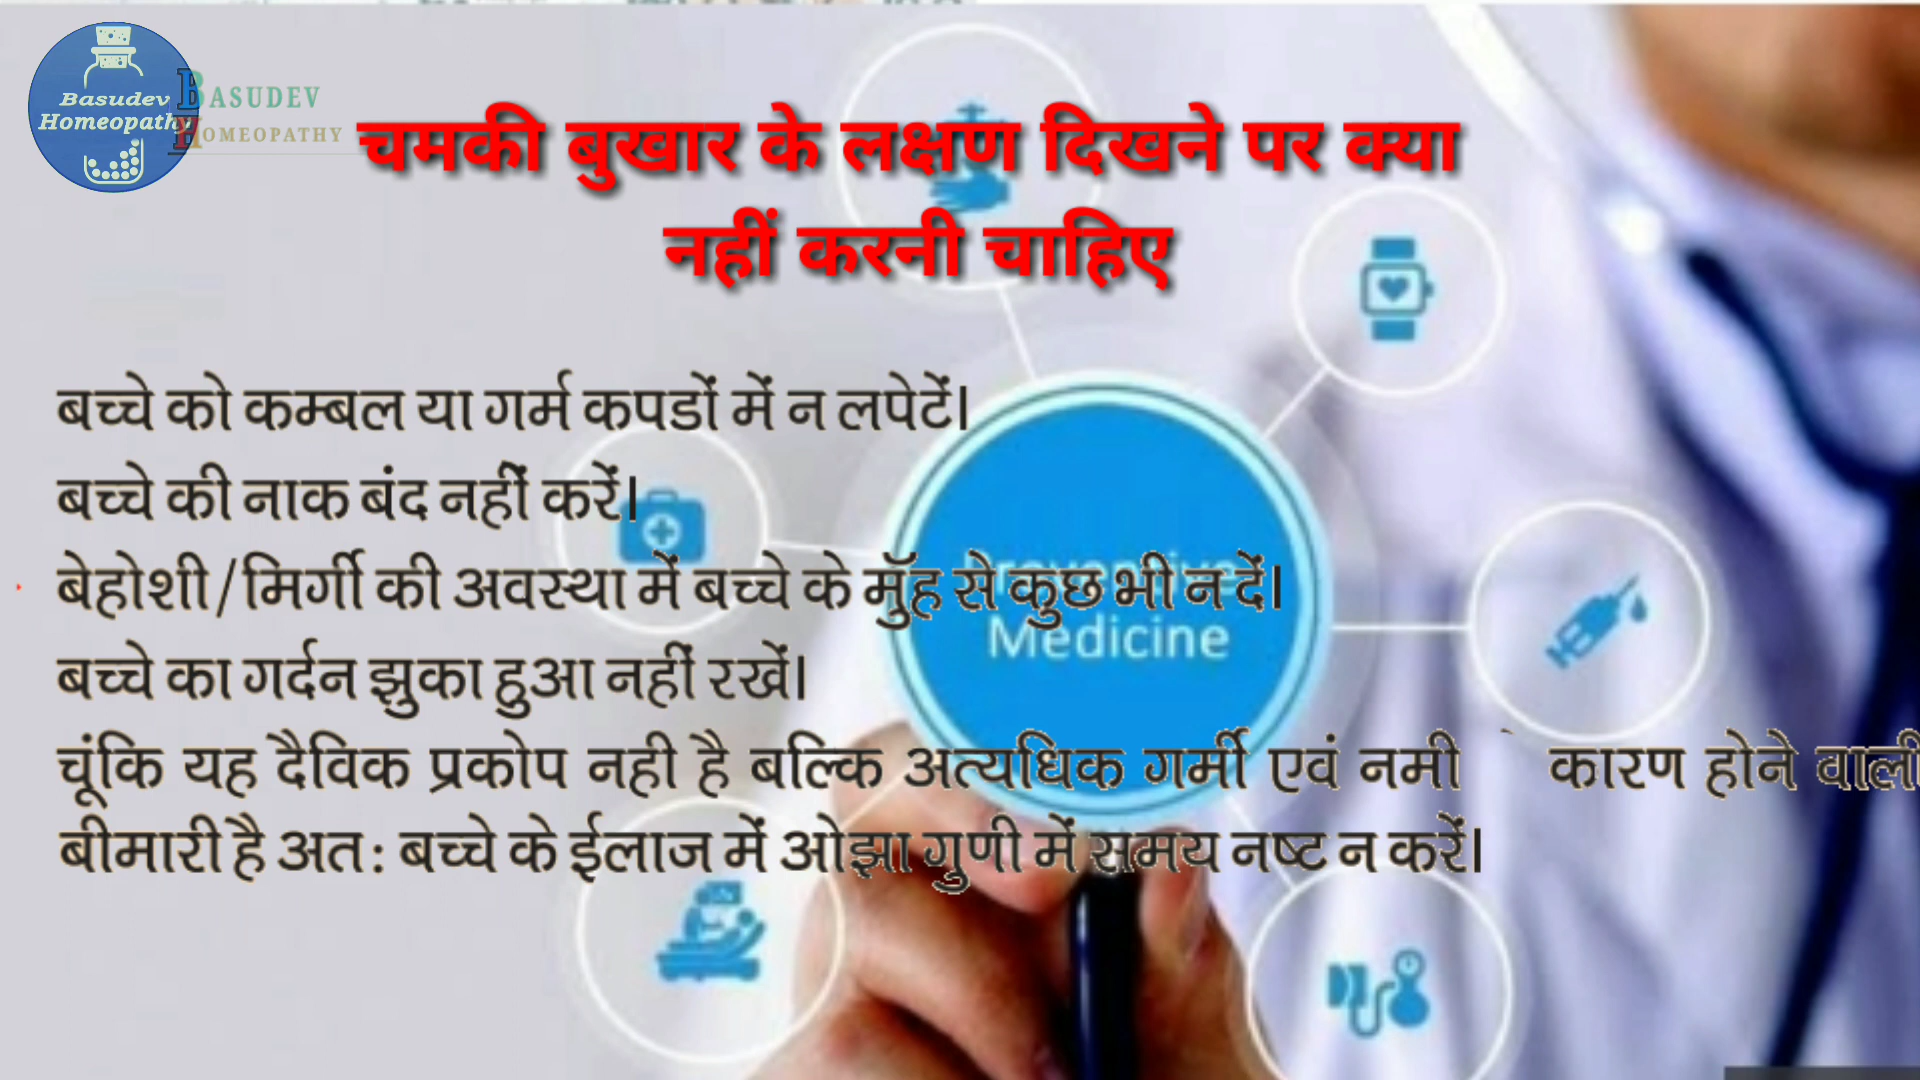 Basudev
Homeopathy
BASUDEV
HOMEOPATHY
चमकी बुखार के लक्षण दिखने पर क्या
नहीं करनी चाहिए
बच्चे को कम्बल या गर्म कपडों में न लपेटें।
बच्चे की नाक बंद नहीं करें।
बेहोशी/मिर्गी की अवस्था में बच्चे के मुॅह से कुछ भी न दें।
Preventive
Medicine
बच्चे का गर्दन झुका हुआ नहीं रखें।
चूंकि यह दैविक प्रकोप नही है बल्कि अत्यधिक गर्मी एवं नमी कारण होने वाली
बीमारी है अत: बच्चे के ईलाज में ओझा गुणी में समय नष्ट न करें।